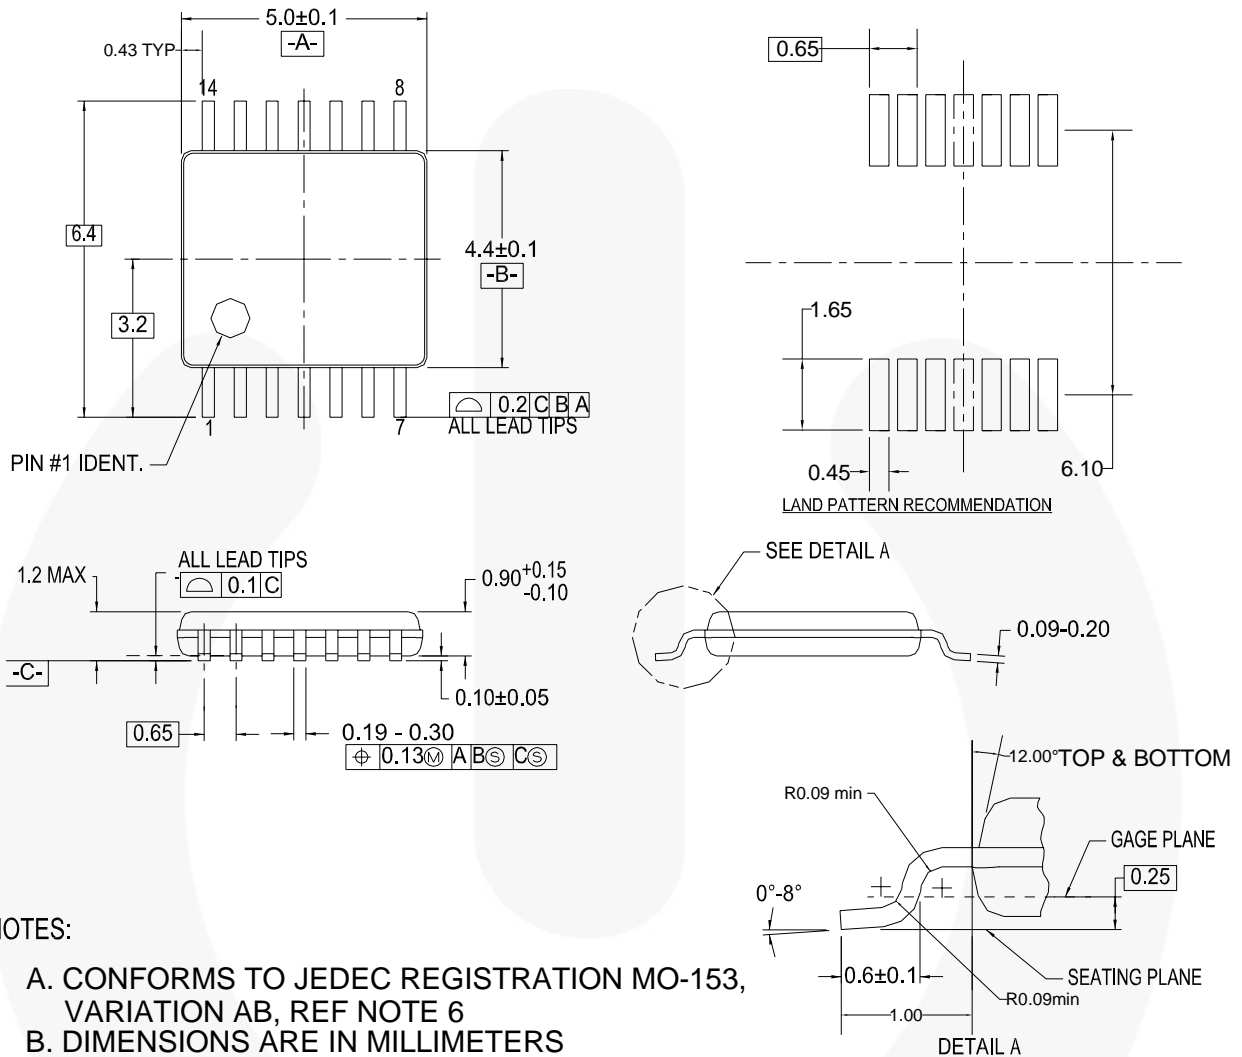 5.0±0.1
-A-
0.43 TYP
14
8
6.4
3.2
4.4±0.1
-B-
0.2 C B A
ALL LEAD TIPS
1
7
PIN #1 IDENT.
0.65
1.65
0.45
6.10
LAND PATTERN RECOMMENDATION
ALL LEAD TIPS
0.1 C
1.2 MAX
0.90 +0.15
-0.10
-C-
0.10±0.05
0.65
0.19 - 0.30
⌖ 0.13Ⓜ A BⓈ CⓈ
SEE DETAIL A
0.09-0.20
12.00° TOP & BOTTOM
R0.09 min
GAGE PLANE
0.25
0°-8°
0.6±0.1
SEATING PLANE
R0.09min
1.00
DETAIL A
NOTES:
A. CONFORMS TO JEDEC REGISTRATION MO-153,
VARIATION AB, REF NOTE 6
B. DIMENSIONS ARE IN MILLIMETERS